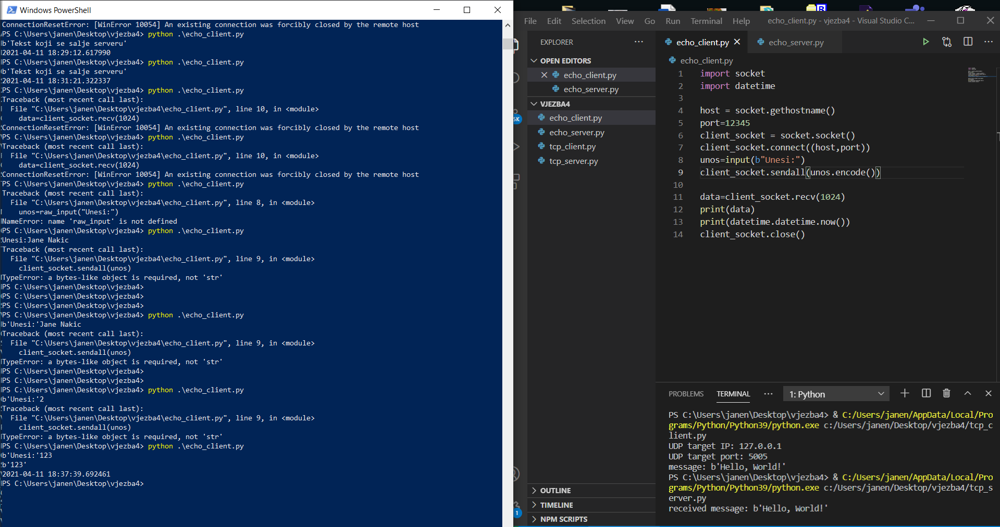 Windows PowerShell
ConnectionResetError: [WinError 10054] An existing connection was forcibly closed by the remote host
PS C:\Users\janen\Desktop\vjezba4> python .\echo_client.py
b'Tekst koji se salje serveru'
2021-04-11 18:29:12.617990
PS C:\Users\janen\Desktop\vjezba4> python .\echo_client.py
b'Tekst koji se salje serveru'
2021-04-11 18:31:21.322337
PS C:\Users\janen\Desktop\vjezba4> python .\echo_client.py
Traceback (most recent call last):
  File "C:\Users\janen\Desktop\vjezba4\echo_client.py", line 10, in <module>
    data=client_socket.recv(1024)
ConnectionResetError: [WinError 10054] An existing connection was forcibly closed by the remote host
PS C:\Users\janen\Desktop\vjezba4> python .\echo_client.py
Traceback (most recent call last):
  File "C:\Users\janen\Desktop\vjezba4\echo_client.py", line 10, in <module>
    data=client_socket.recv(1024)
ConnectionResetError: [WinError 10054] An existing connection was forcibly closed by the remote host
PS C:\Users\janen\Desktop\vjezba4> python .\echo_client.py
Traceback (most recent call last):
  File "C:\Users\janen\Desktop\vjezba4\echo_client.py", line 8, in <module>
    unos=raw_input("Unesi:")
NameError: name 'raw_input' is not defined
PS C:\Users\janen\Desktop\vjezba4> python .\echo_client.py
Unesi:Jane Nakic
Traceback (most recent call last):
  File "C:\Users\janen\Desktop\vjezba4\echo_client.py", line 9, in <module>
    client_socket.sendall(unos)
TypeError: a bytes-like object is required, not 'str'
PS C:\Users\janen\Desktop\vjezba4>
PS C:\Users\janen\Desktop\vjezba4>
PS C:\Users\janen\Desktop\vjezba4>
PS C:\Users\janen\Desktop\vjezba4> python .\echo_client.py
b'Unesi:'Jane Nakic
Traceback (most recent call last):
  File "C:\Users\janen\Desktop\vjezba4\echo_client.py", line 9, in <module>
    client_socket.sendall(unos)
TypeError: a bytes-like object is required, not 'str'
PS C:\Users\janen\Desktop\vjezba4>
PS C:\Users\janen\Desktop\vjezba4>
PS C:\Users\janen\Desktop\vjezba4> python .\echo_client.py
b'Unesi:'2
Traceback (most recent call last):
  File "C:\Users\janen\Desktop\vjezba4\echo_client.py", line 9, in <module>
    client_socket.sendall(unos)
TypeError: a bytes-like object is required, not 'str'
PS C:\Users\janen\Desktop\vjezba4> python .\echo_client.py
b'Unesi:'123
b'123'
2021-04-11 18:37:39.692461
PS C:\Users\janen\Desktop\vjezba4>
File Edit Selection View Go Run Terminal Help echo_client.py - vjezba4 - Visual Studio C...
5K
1
EXPLORER
OPEN EDITORS
echo_client.py
echo_server.py
VJEZBA4
echo_client.py
echo_server.py
tcp_client.py
tcp_server.py
OUTLINE
TIMELINE
NPM SCRIPTS
echo_client.py echo_server.py
echo_client.py
1 import socket
2 import datetime
3
4 host = socket.gethostname()
5 port=12345
6 client_socket = socket.socket()
7 client_socket.connect((host,port))
8 unos=input(b"Unesi:")
9 client_socket.sendall(unos.encode())
10
11 data=client_socket.recv(1024)
12 print(data)
13 print(datetime.datetime.now())
14 client_socket.close()
PROBLEMS TERMINAL ··· 1: Python
PS C:\Users\janen\Desktop\vjezba4> & C:/Users/janen/AppData/Local/Pro
grams/Python/Python39/python.exe c:/Users/janen/Desktop/vjezba4/tcp_c
lient.py
UDP target IP: 127.0.0.1
UDP target port: 5005
message: b'Hello, World!'
PS C:\Users\janen\Desktop\vjezba4> & C:/Users/janen/AppData/Local/Pro
grams/Python/Python39/python.exe c:/Users/janen/Desktop/vjezba4/tcp_s
erver.py
received message: b'Hello, World!'